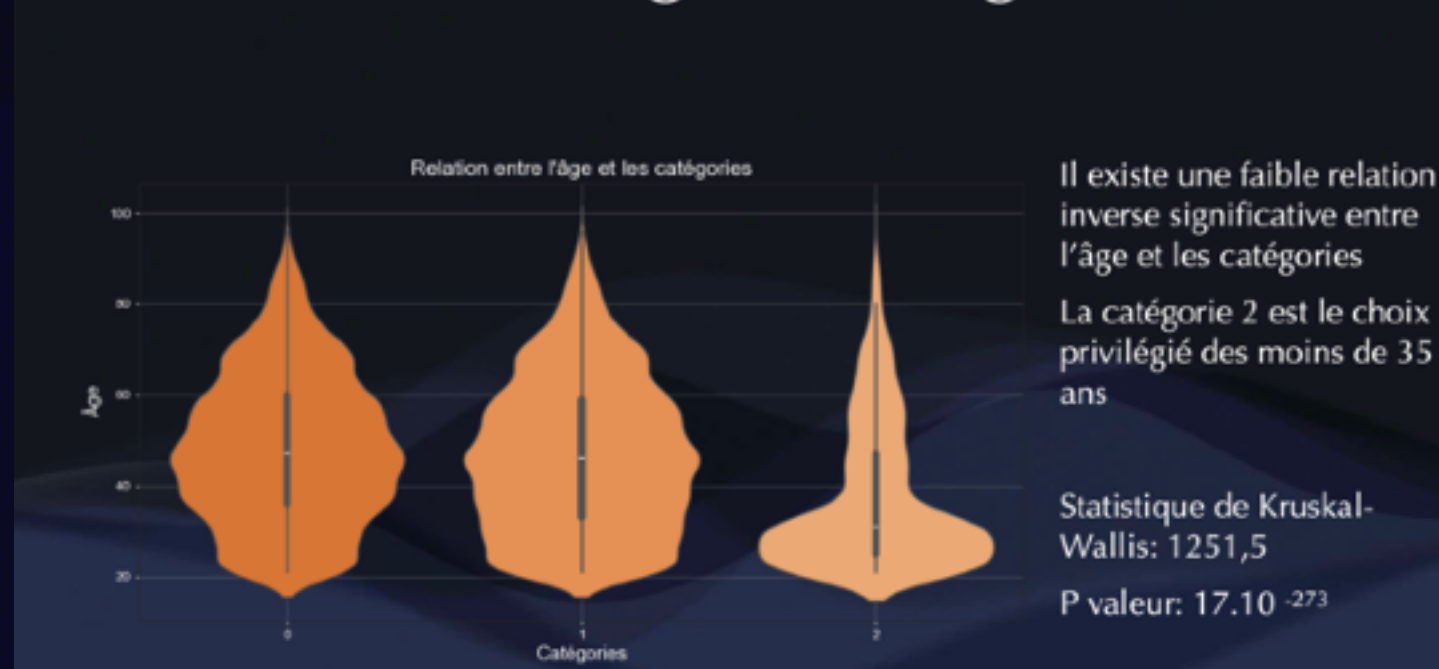 Relation entre l'âge et les catégories
100
80
60
40
20
Âge
0
1
2
Catégories
Il existe une faible relation
inverse significative entre
l'âge et les catégories
La catégorie 2 est le choix
privilégié des moins de 35
ans
Statistique de Kruskal-
Wallis: 1251,5
P valeur: 17.10 -273